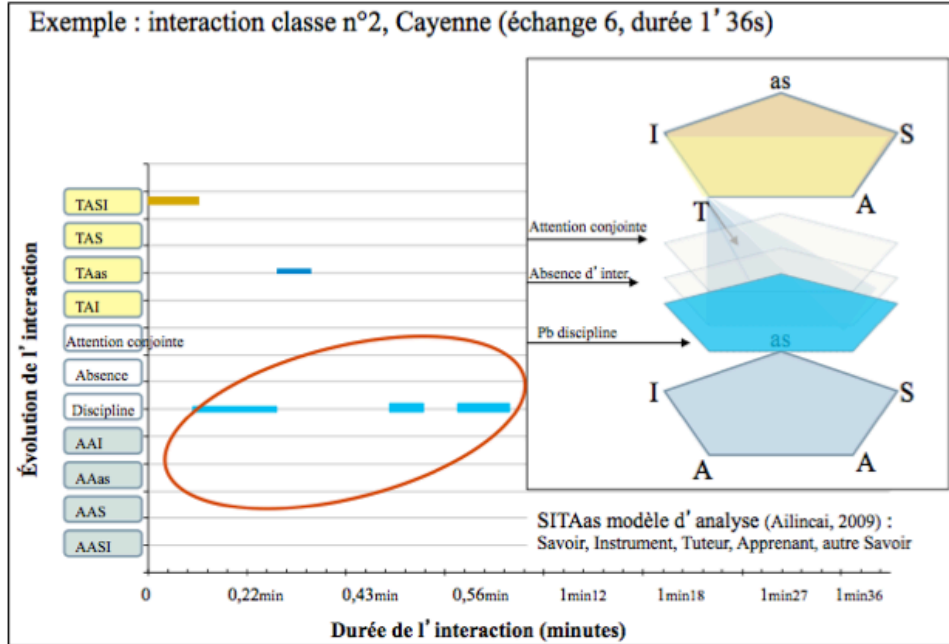 Exemple : interaction classe n°2, Cayenne (échange 6, durée 1' 36s)
as
I
S
T
A
Attention conjointe
Absence d' inter.
Pb discipline
as
I
S
A
A
Évolution de l' interaction
TASI
TAS
TAas
TAI
Attention conjointe
Absence
Discipline
AAI
AAas
AAS
AASI
SITAas modèle d' analyse (Ailincai, 2009) :
Savoir, Instrument, Tuteur, Apprenant, autre Savoir
0 0,22min 0,43min 0,56min 1min12 1min18 1min27 1min36
Durée de l' interaction (minutes)